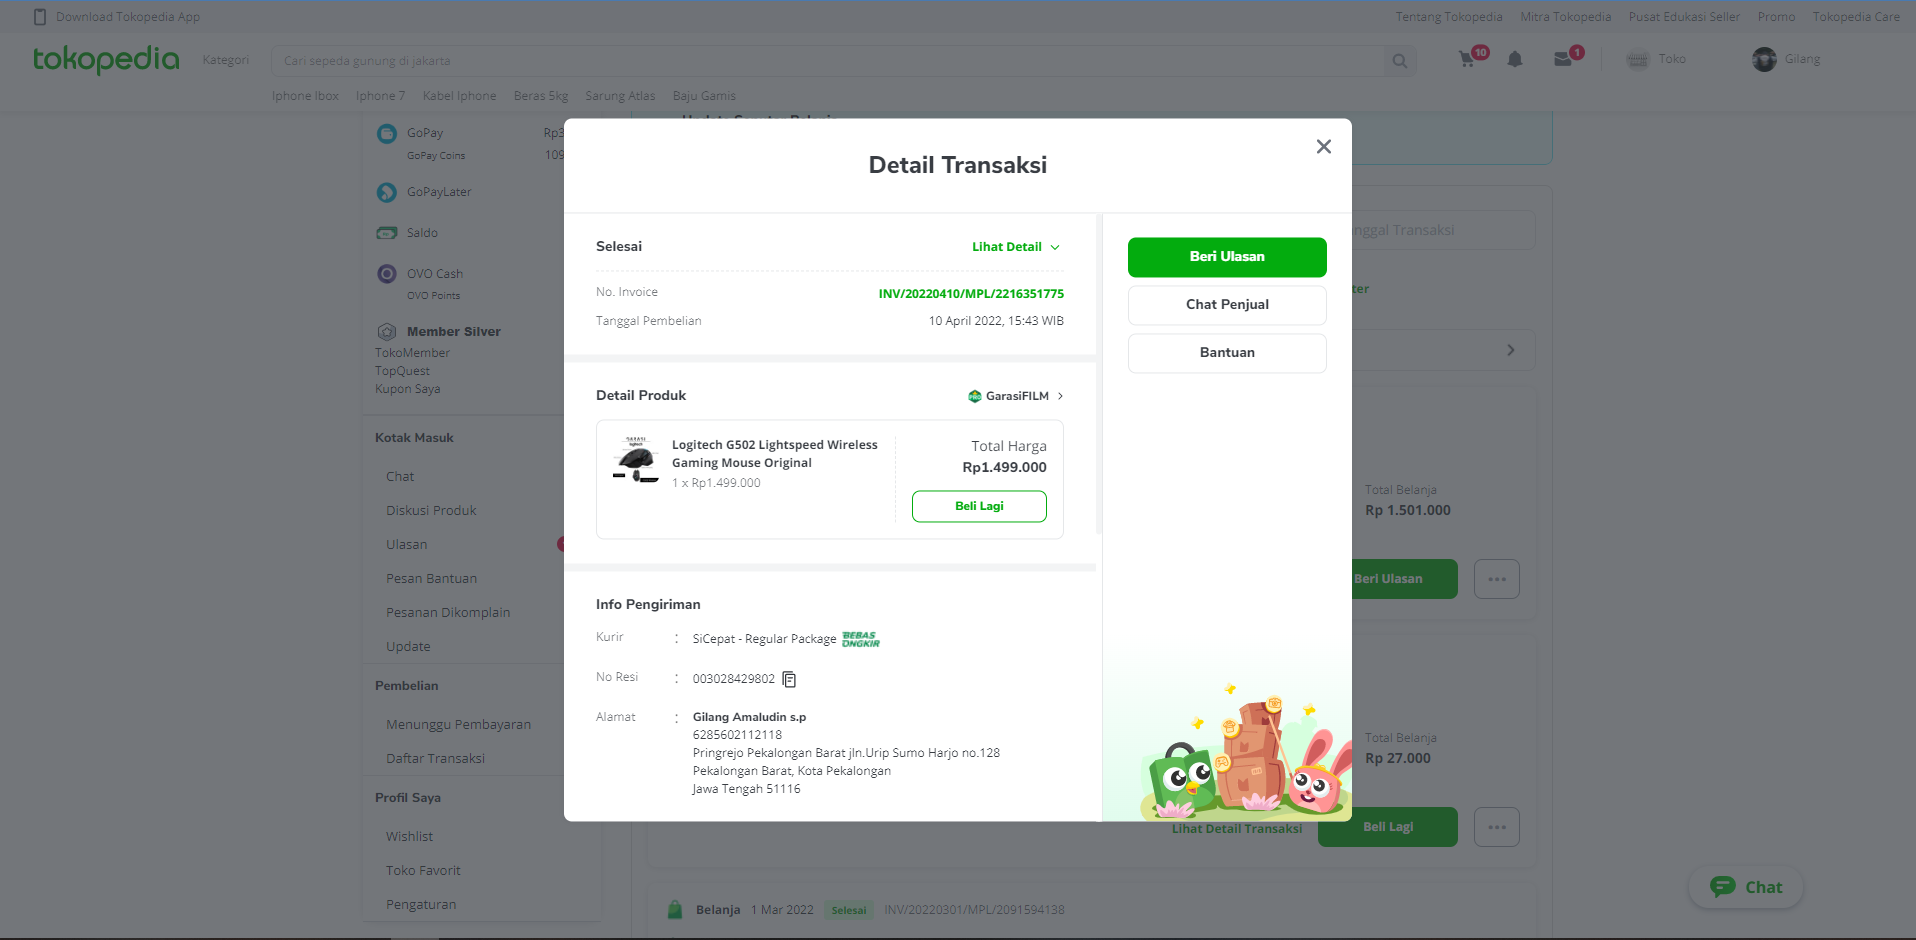 Download Tokopedia App
Tentang Tokopedia Mitra Tokopedia Pusat Edukasi Seller Promo Tokopedia Care
tokopedia Kategori Cari sepeda gunung di jakarta 10 1 Toko Gilang
Iphone Ibox Iphone 7 Kabel Iphone Beras 5kg Sarung Atlas Baju Gamis
GoPay Rp3
GoPay Coins 109
GoPayLater
Saldo
OVO Cash
OVO Points
Member Silver
TokoMember
TopQuest
Kupon Saya
Kotak Masuk
Chat
Diskusi Produk
Ulasan
Pesan Bantuan
Pesanan Dikomplain
Update
Pembelian
Menunggu Pembayaran
Daftar Transaksi
Profil Saya
Wishlist
Toko Favorit
Pengaturan
Detail Transaksi
Selesai Lihat Detail
No. Invoice INV/20220410/MPL/2216351775
Tanggal Pembelian 10 April 2022, 15:43 WIB
Detail Produk GarasiFILM
Logitech G502 Lightspeed Wireless
Gaming Mouse Original
1 x Rp1.499.000
Total Harga
Rp1.499.000
Beli Lagi
Info Pengiriman
Kurir : SiCepat - Regular Package BEBAS ONGKIR
No Resi : 003028429802
Alamat : Gilang Amaludin s.p
6285602112118
Pringrejo Pekalongan Barat jln.Urip Sumo Harjo no.128
Pekalongan Barat, Kota Pekalongan
Jawa Tengah 51116
Beri Ulasan
Chat Penjual
Bantuan
nggal Transaksi
ter
Total Belanja
Rp 1.501.000
Beri Ulasan
Total Belanja
Rp 27.000
Lihat Detail Transaksi Beli Lagi
Belanja 1 Mar 2022 Selesai INV/20220301/MPL/2091594138
Chat